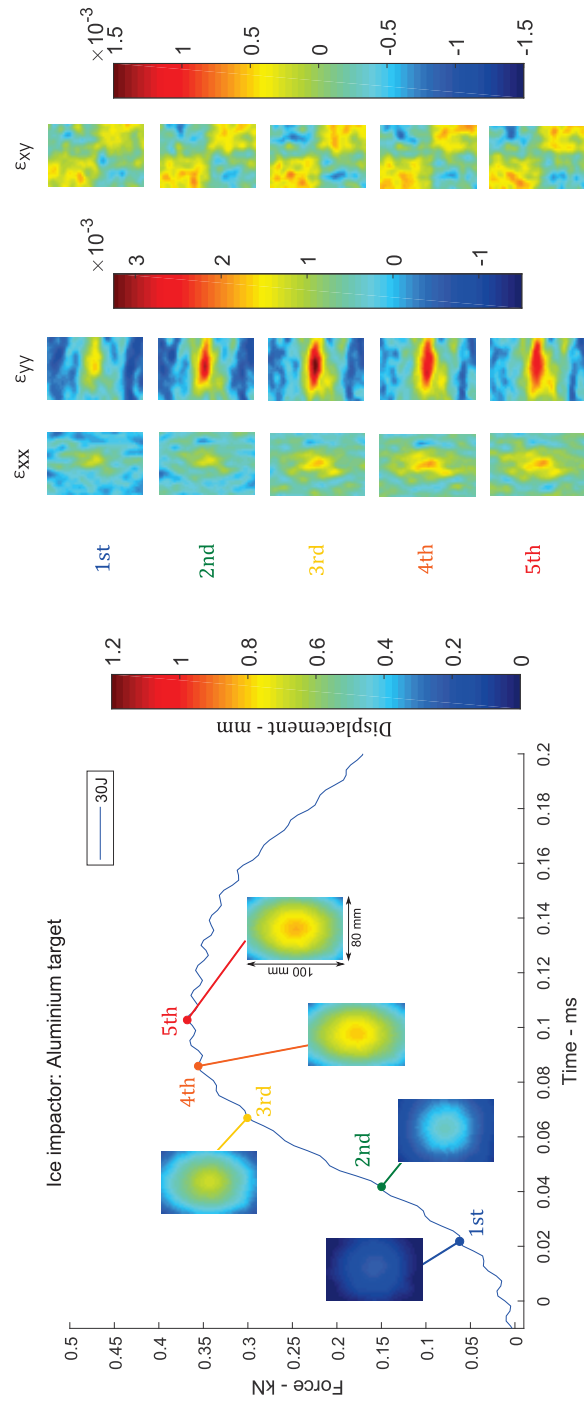 Ice impactor: Aluminium target
30J
Force - kN
0.5
0.45
0.4
0.35
0.3
0.25
0.2
0.15
0.1
0.05
0
0
0.02
0.04
0.06
0.08
0.1
0.12
0.14
0.16
0.18
0.2
Time - ms
1st
2nd
3rd
4th
5th
100 mm
80 mm
Displacement - mm
1.2
1
0.8
0.6
0.4
0.2
0
εxx
εyy
εxy
1st
2nd
3rd
4th
5th
×10⁻³
3
2
1
0
-1
×10⁻³
1.5
1
0.5
0
-0.5
-1
-1.5